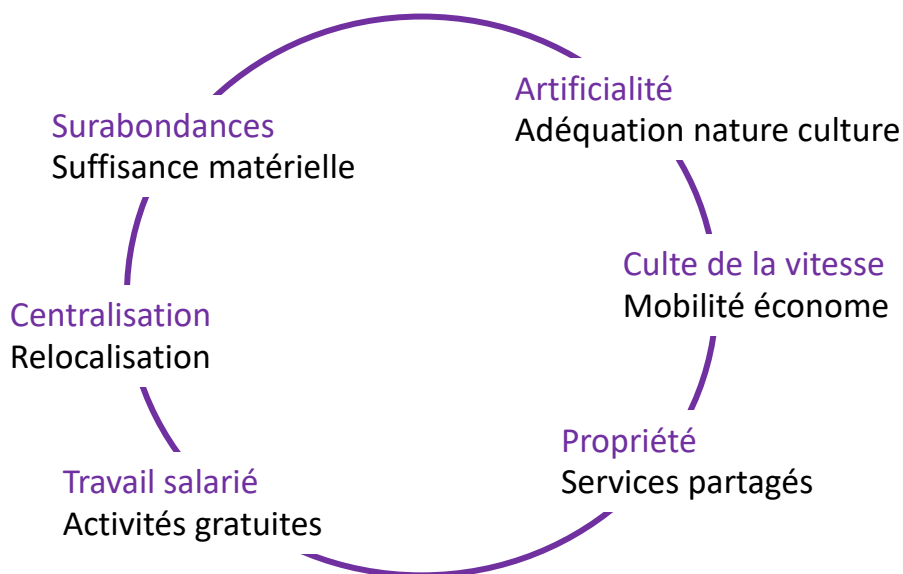 Artificialité
Adéquation nature culture
Surabondances
Suffisance matérielle
Culte de la vitesse
Mobilité économe
Centralisation
Relocalisation
Propriété
Services partagés
Travail salarié
Activités gratuites